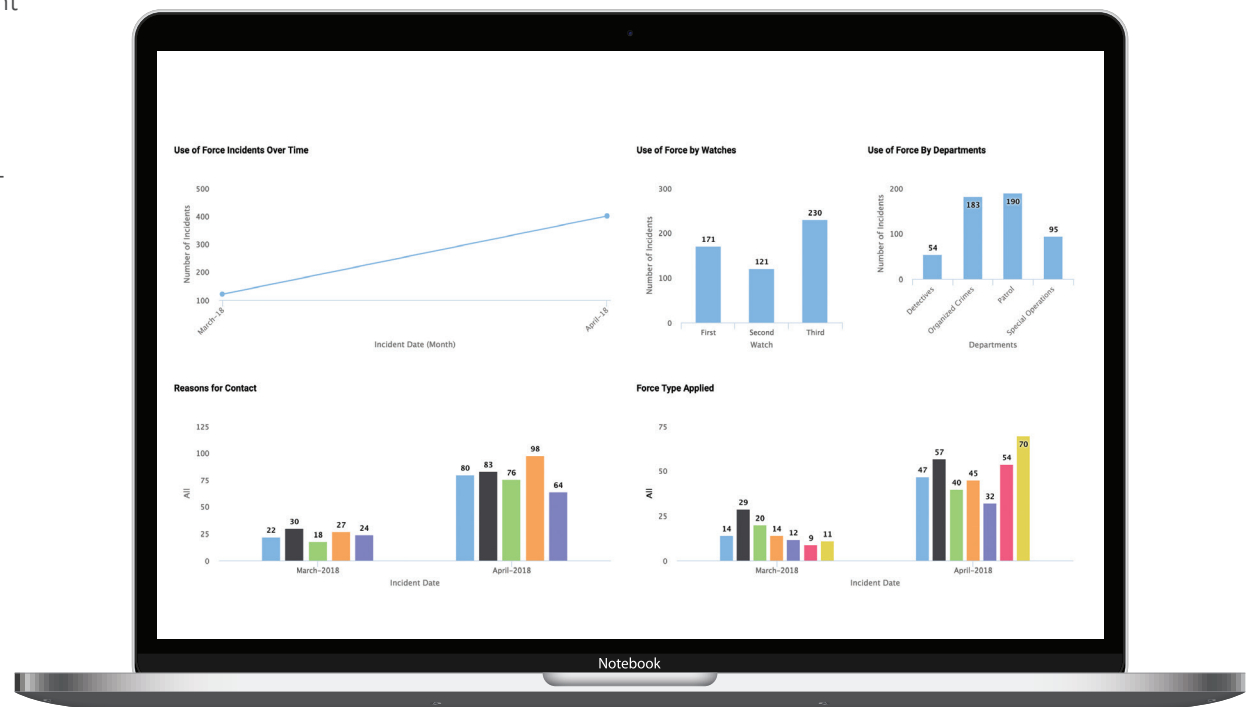 nt
Use of Force Incidents Over Time
500
400
300
200
100
Number of Incidents
March-18
April-18
Incident Date (Month)
Use of Force by Watches
300
200
100
0
Number of Incidents
171
121
230
First
Second
Third
Watch
Use of Force By Departments
200
100
0
Number of Incidents
54
183
190
95
Detectives
Organized Crimes
Patrol
Special Operations
Departments
Reasons for Contact
125
100
75
50
25
0
All
22
30
18
27
24
80
83
76
98
64
March-2018
April-2018
Incident Date
Force Type Applied
75
50
25
0
All
14
29
20
14
12
9
11
47
57
40
45
32
54
70
March-2018
April-2018
Incident Date
Notebook